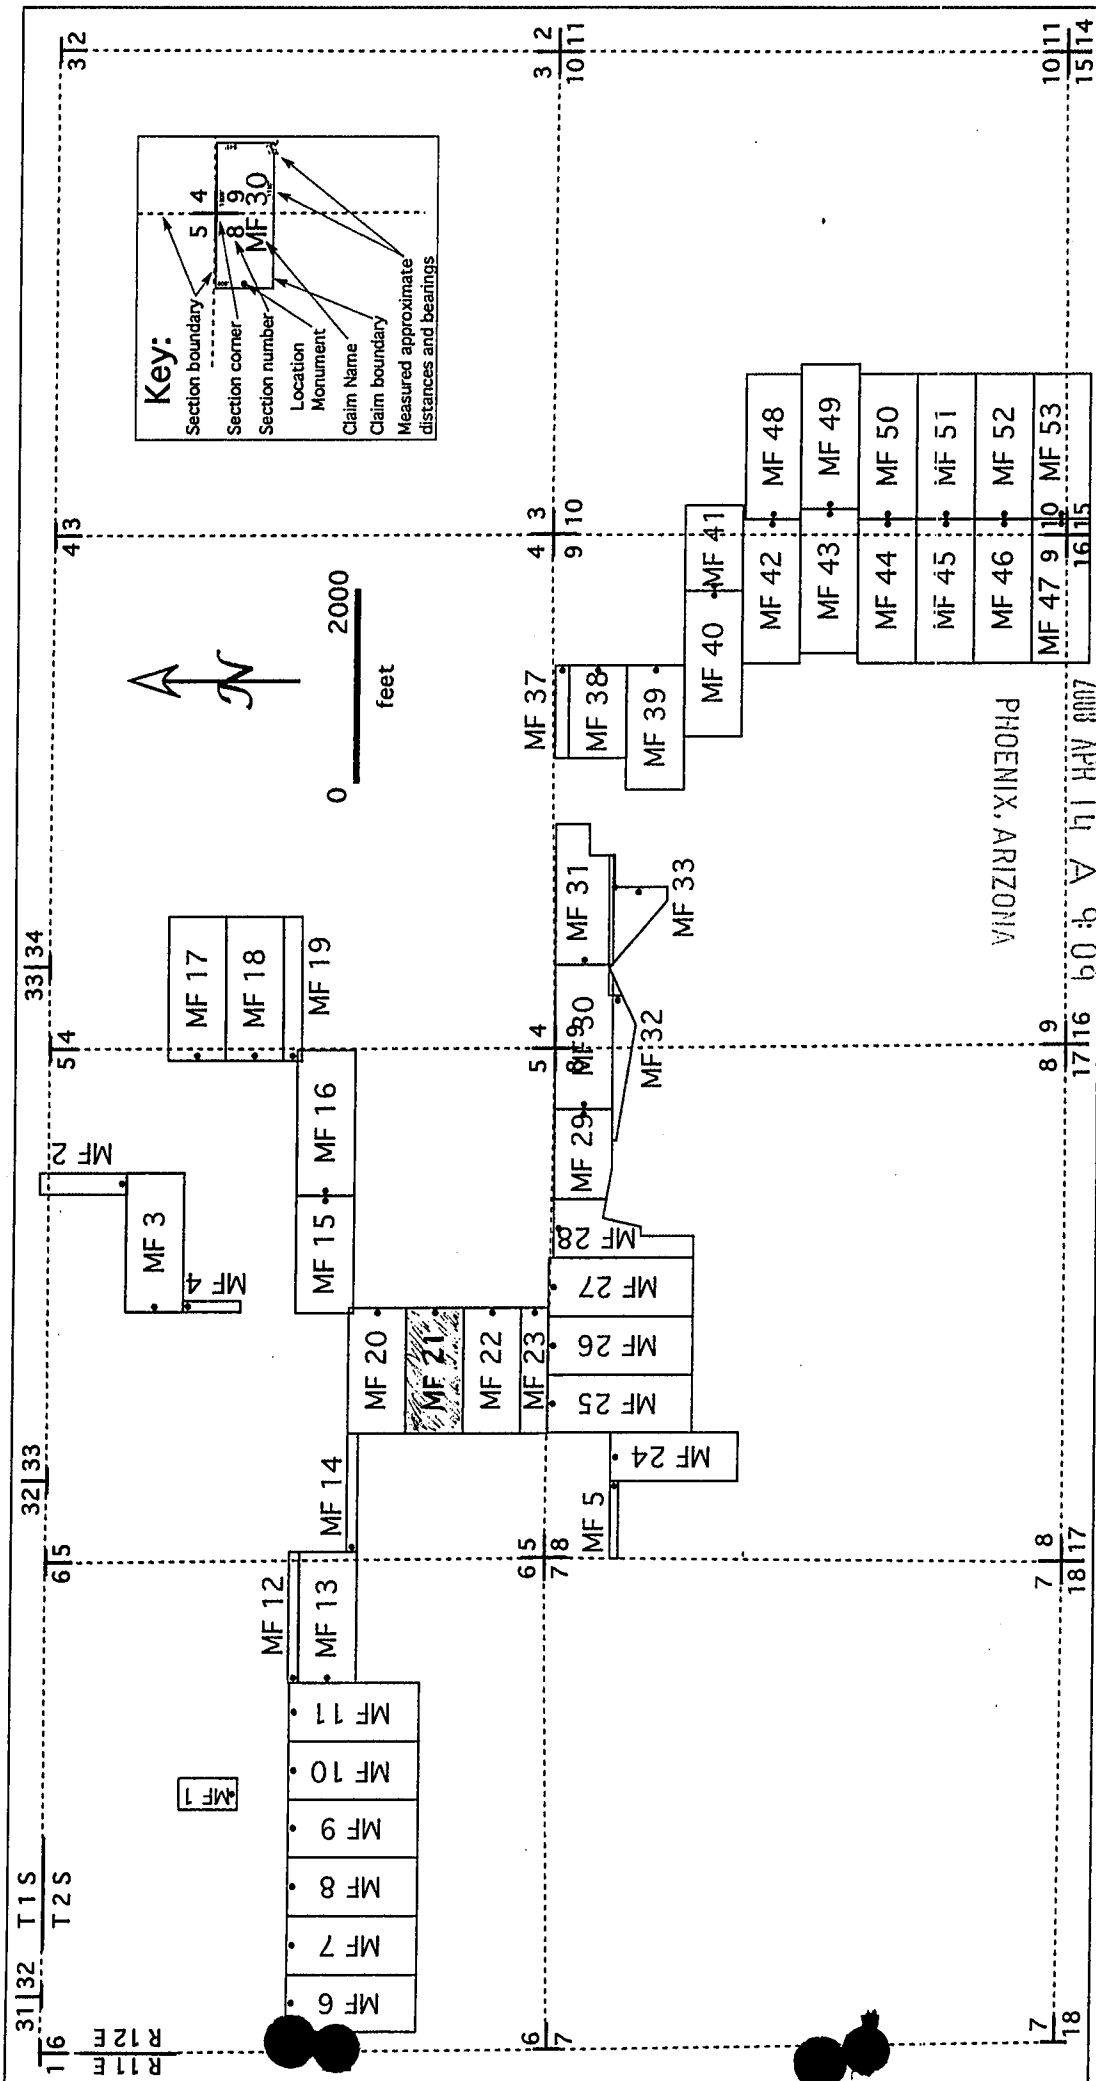 31|32
T 1 S
T 2 S
32|33
33|34
1|6
R11E
R12E
6|5
5|4
4|3
3|2
MF 1
MF 2
MF 3
MF 4
MF 6
MF 7
MF 8
MF 9
MF 10
MF 11
MF 12
MF 13
MF 14
MF 15
MF 16
MF 17
MF 18
MF 19
MF 20
MF 21
MF 22
MF 23
N
0
2000
feet
Key:
Section boundary
Section corner
Section number
Location
Monument
Claim Name
Claim boundary
Measured approximate
distances and bearings
5
4
8
9
MF 30
6
7
6|5
7|8
5|4
8 9
4|3
9|10
3|2
10|11
MF 5
MF 24
MF 25
MF 26
MF 27
MF 28
MF 29
MF 30
MF 31
MF 32
MF 33
MF 37
MF 38
MF 39
MF 40
MF 41
MF 42
MF 43
MF 44
MF 45
MF 46
MF 47
MF 48
MF 49
MF 50
MF 51
MF 52
MF 53
7
18
7|8
18|17
8|9
17|16
9|10
16|15
10|11
15|14
PHOENIX, ARIZONA
2008 APR 14 A 9:09